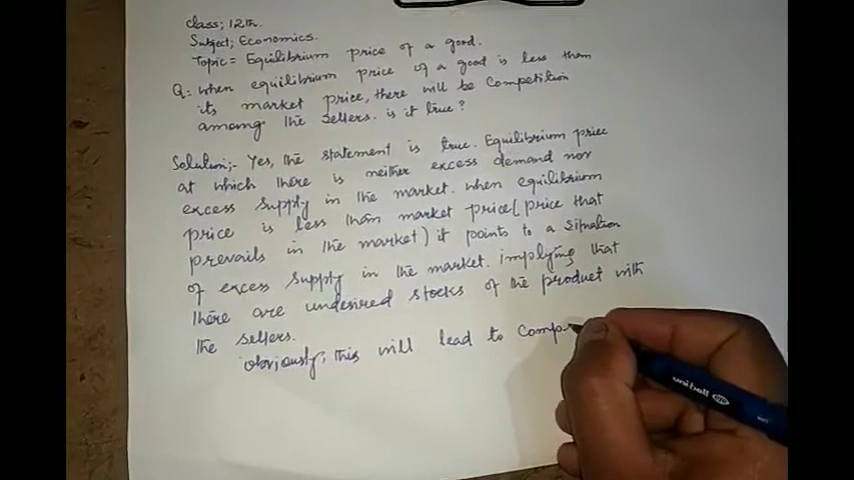 class; 12th.
Subject; Economics.
Topic = Equilibrium price of a good.
Q: when equilibrium price of a good is less than
its market price, there will be competition
among the sellers. is it true?
Solution;- Yes, the statement is true. Equilibrium price
at which there is neither excess demand nor
excess supply in the market. when equilibrium
price is less than market price (price that
prevails in the market) it points to a situation
of excess supply in the market. implying that
there are undesired stocks of the product with
the sellers.
obviously, this will lead to Comp
uniball